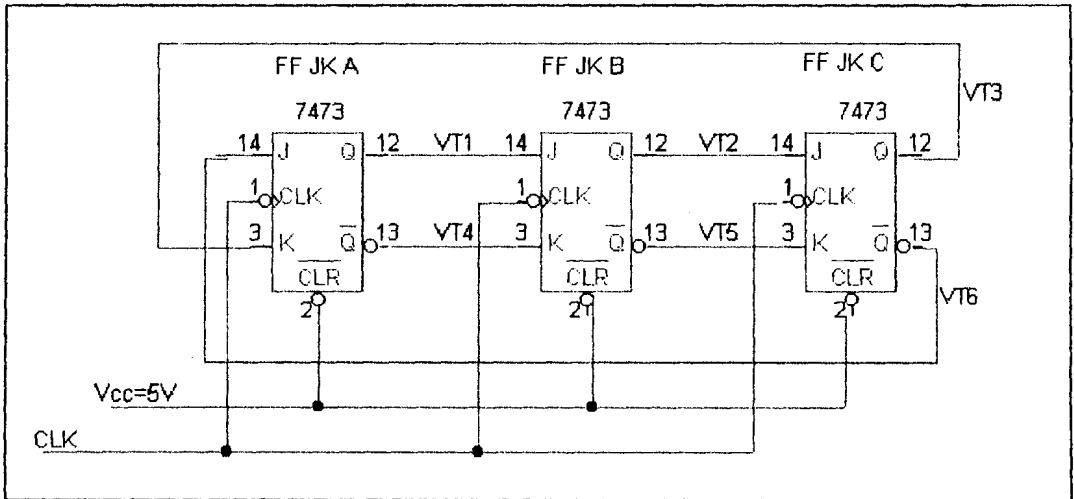 FF JK A FF JK B FF JK C
VT3
7473 7473 7473
14 J Q 12 VT1 14 J Q 12 VT2 14 J Q 12
1 CLK 1 CLK 1 CLK
3 K Q 13 VT4 3 K Q 13 VT5 3 K Q 13
CLR CLR CLR
2 2 2
VT6
Vcc=5V
CLK